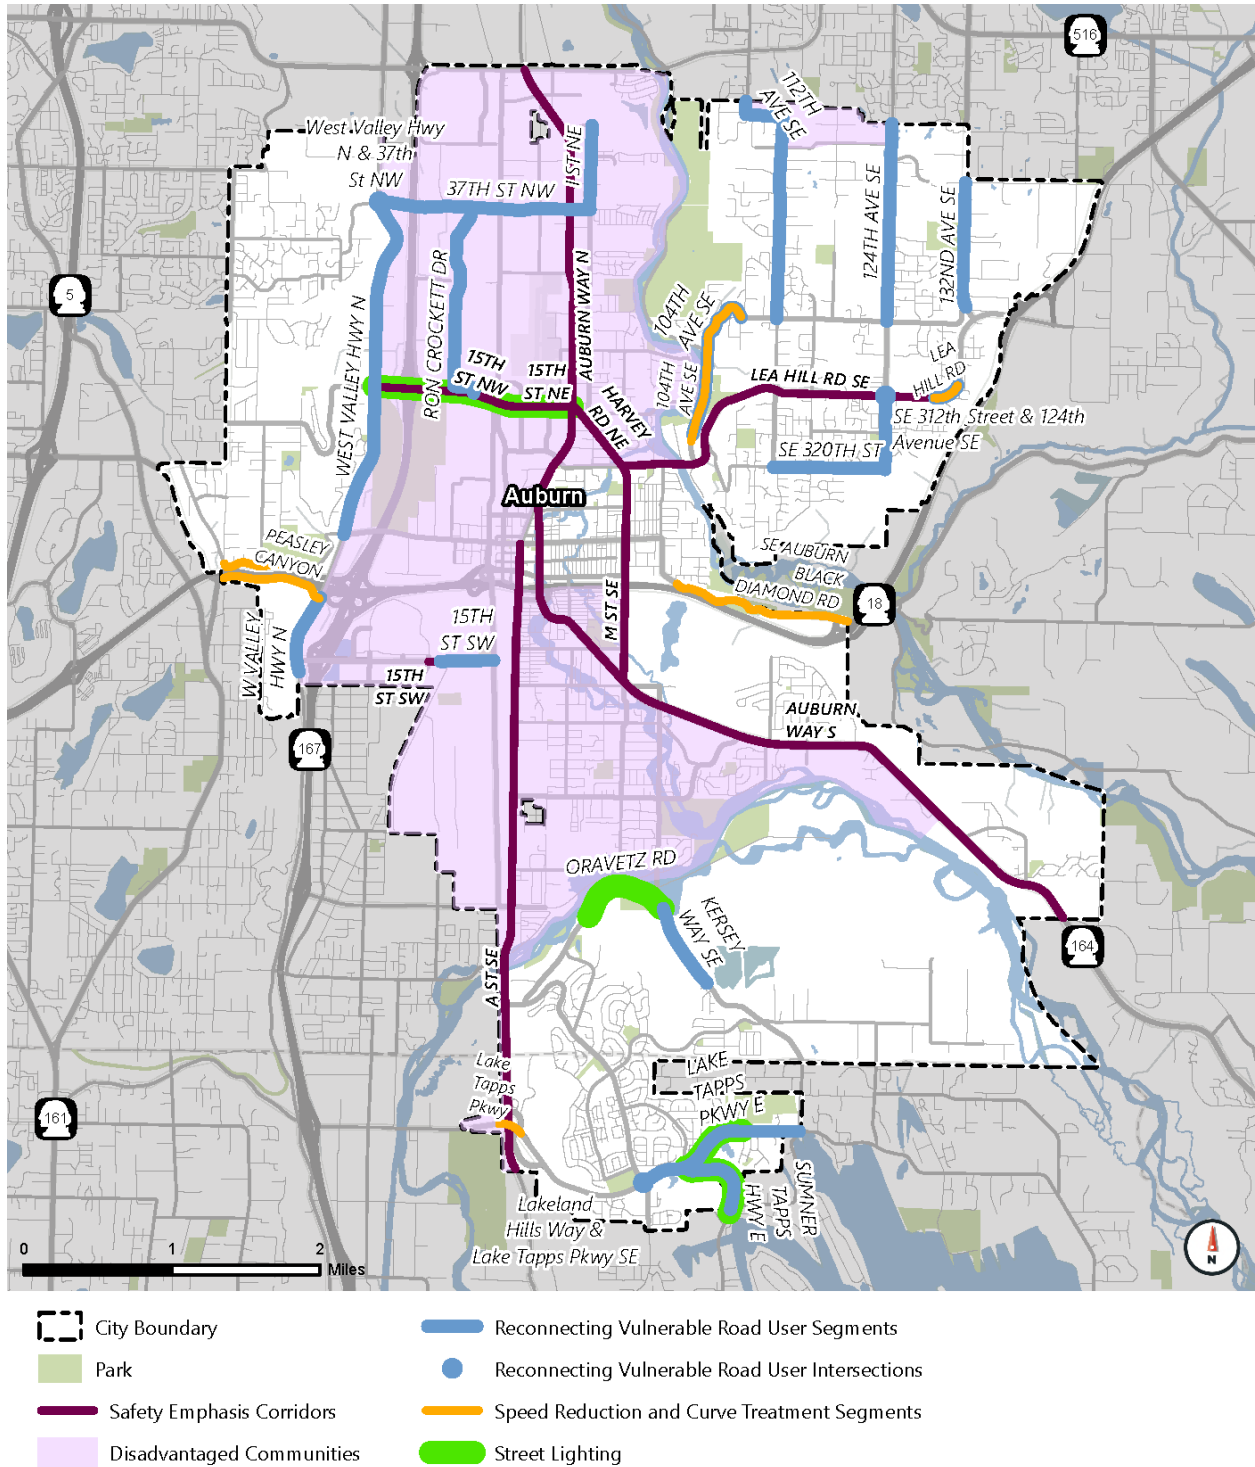 516
112TH
AVE SE
West Valley Hwy
N & 37th
St NW
I ST NE
37TH ST NW
124TH AVE SE
132ND AVE SE
5
RON CROCKETT DR
AUBURN WAY N
104TH
AVE SE
WEST VALLEY HWY N
15TH
ST NW
15TH
ST NE
104TH
AVE SE
LEA HILL RD SE
LEA
HILL RD
HARVEY
RD NE
SE 312th Street & 124th
Avenue SE
SE 320TH ST
Auburn
PEASLEY
CANYON
SE AUBURN
BLACK
DIAMOND RD
18
M ST SE
15TH
ST SW
W VALLEY
HWY N
15TH
ST SW
AUBURN
WAY S
167
ORAVETZ RD
KERSEY
WAY SE
164
A ST SE
Lake
Tapps
Pkwy
LAKE
TAPPS
PKWY E
161
SUMNER
TAPPS
HWY E
Lakeland
Hills Way &
Lake Tapps Pkwy SE
0 1 2
Miles
N
City Boundary
Park
Safety Emphasis Corridors
Disadvantaged Communities
Reconnecting Vulnerable Road User Segments
Reconnecting Vulnerable Road User Intersections
Speed Reduction and Curve Treatment Segments
Street Lighting